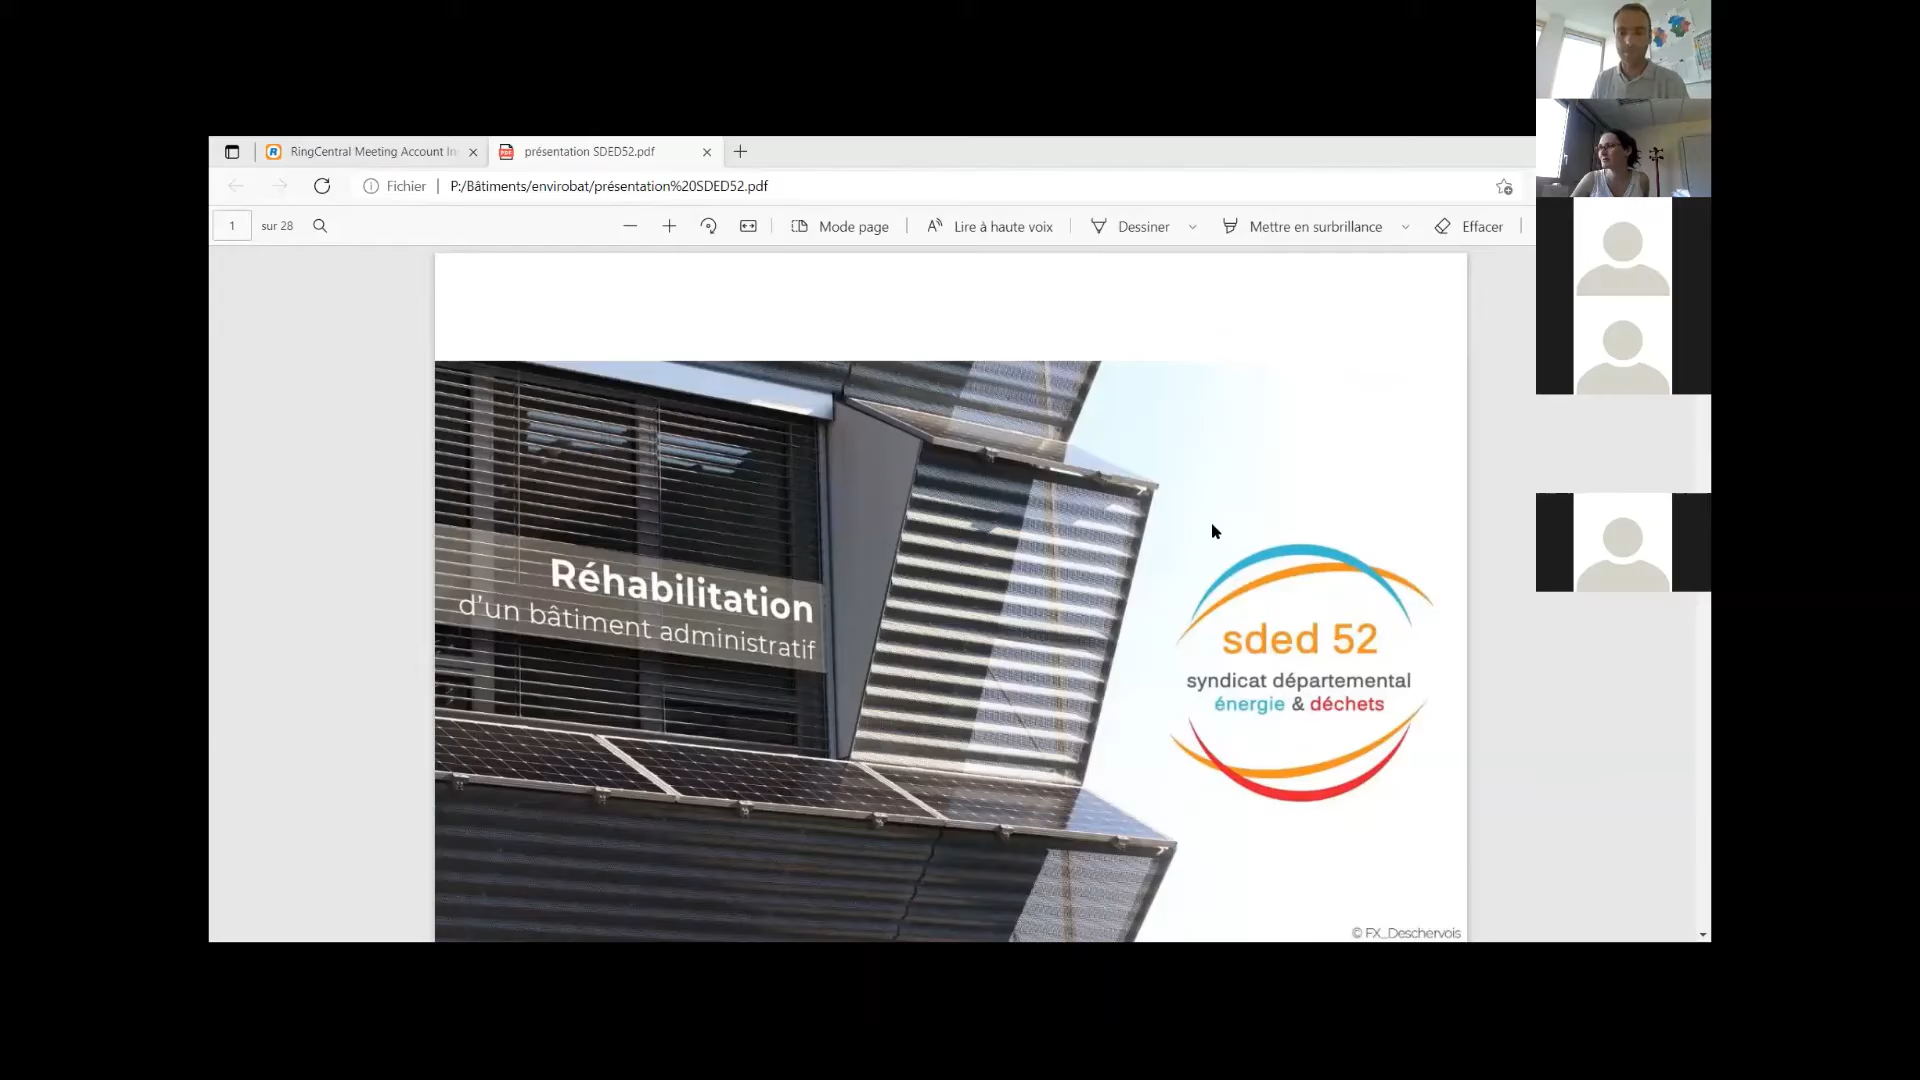 RingCentral Meeting Account In
présentation SDED52.pdf
Fichier
P:/Bâtiments/envirobat/présentation%20SDED52.pdf
1
sur 28
Mode page
Lire à haute voix
Dessiner
Mettre en surbrillance
Effacer
Réhabilitation
d'un bâtiment administratif
sded 52
syndicat départemental
énergie & déchets
© FX_Deschervois